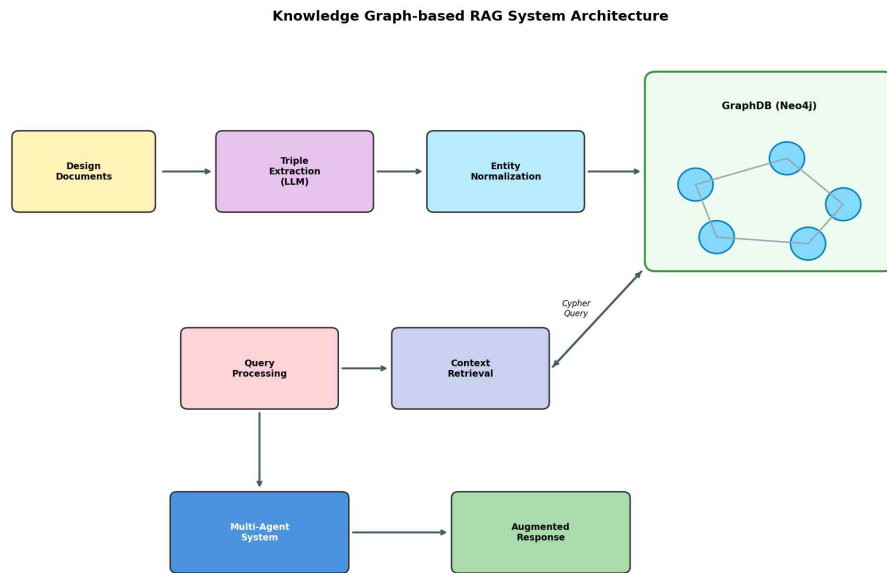 Knowledge Graph-based RAG System Architecture
GraphDB (Neo4j)
Design
Documents
Triple
Extraction
(LLM)
Entity
Normalization
Cypher
Query
Query
Processing
Context
Retrieval
Multi-Agent
System
Augmented
Response